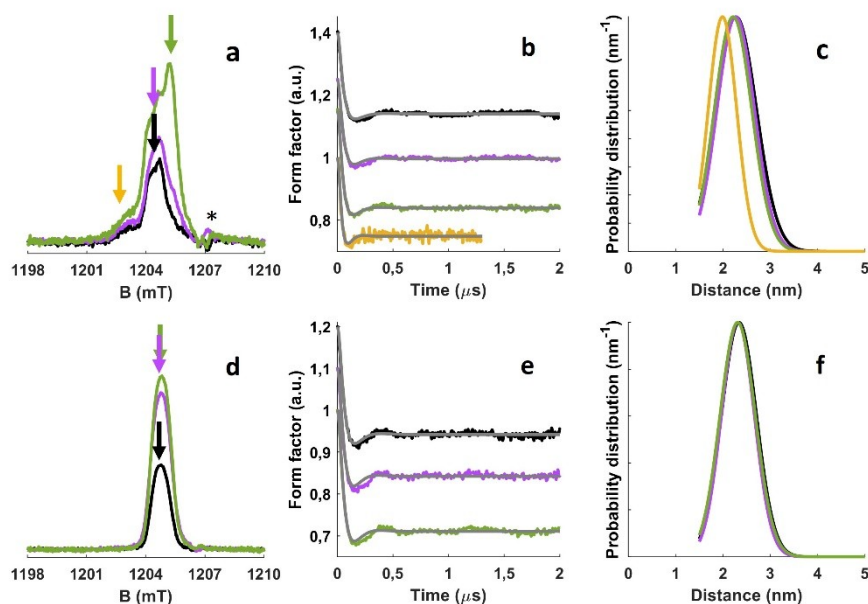 a
*
1198 1201 1204 1207 1210
B (mT)
Form factor (a.u.)
1,4
1,2
1
0,8
b
0 0,5 1 1,5 2
Time (μs)
Probability distribution (nm⁻¹)
c
0 1 2 3 4 5
Distance (nm)
d
1198 1201 1204 1207 1210
B (mT)
Form factor (a.u.)
1,2
1,1
1
0,9
0,8
0,7
e
0 0,5 1 1,5 2
Time (μs)
Probability distribution (nm⁻¹)
f
0 1 2 3 4 5
Distance (nm)